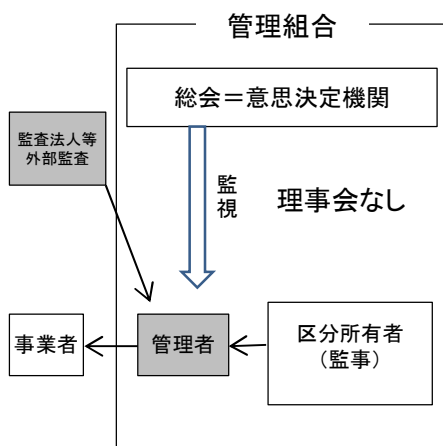 管理組合
総会＝意思決定機関
監査法人等
外部監査
監視
理事会なし
事業者
管理者
区分所有者
（監事）